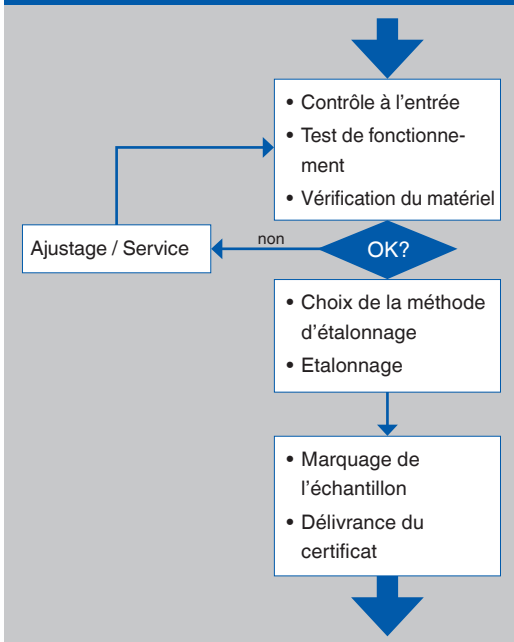 • Contrôle à l'entrée
• Test de fonctionne-
ment
• Vérification du matériel
Ajustage / Service
non
OK?
• Choix de la méthode
d'étalonnage
• Etalonnage
• Marquage de
l'échantillon
• Délivrance du
certificat